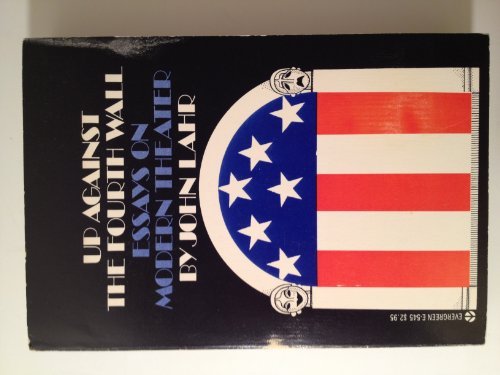 UP AGAINST
THE FOURTH WALL
ESSAYS ON
MODERN THEATER
BY JOHN LAHR
EVERGREEN E-545 $2.95